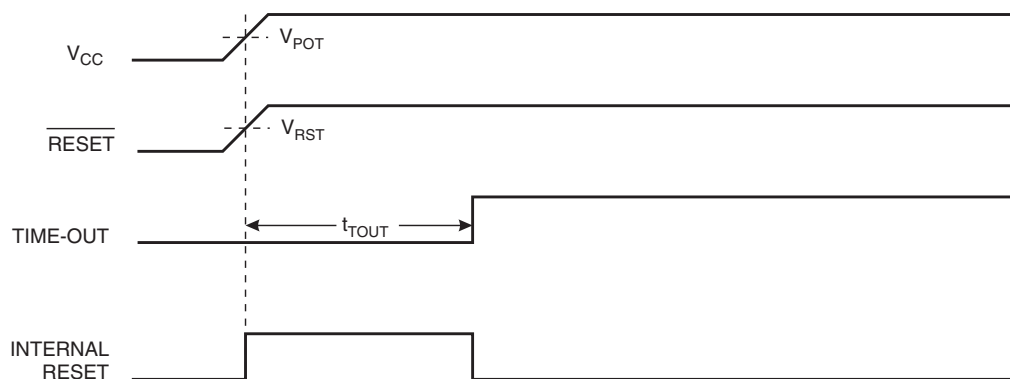 V_CC
V_POT
RESET
V_RST
TIME-OUT
t_TOUT
INTERNAL
RESET